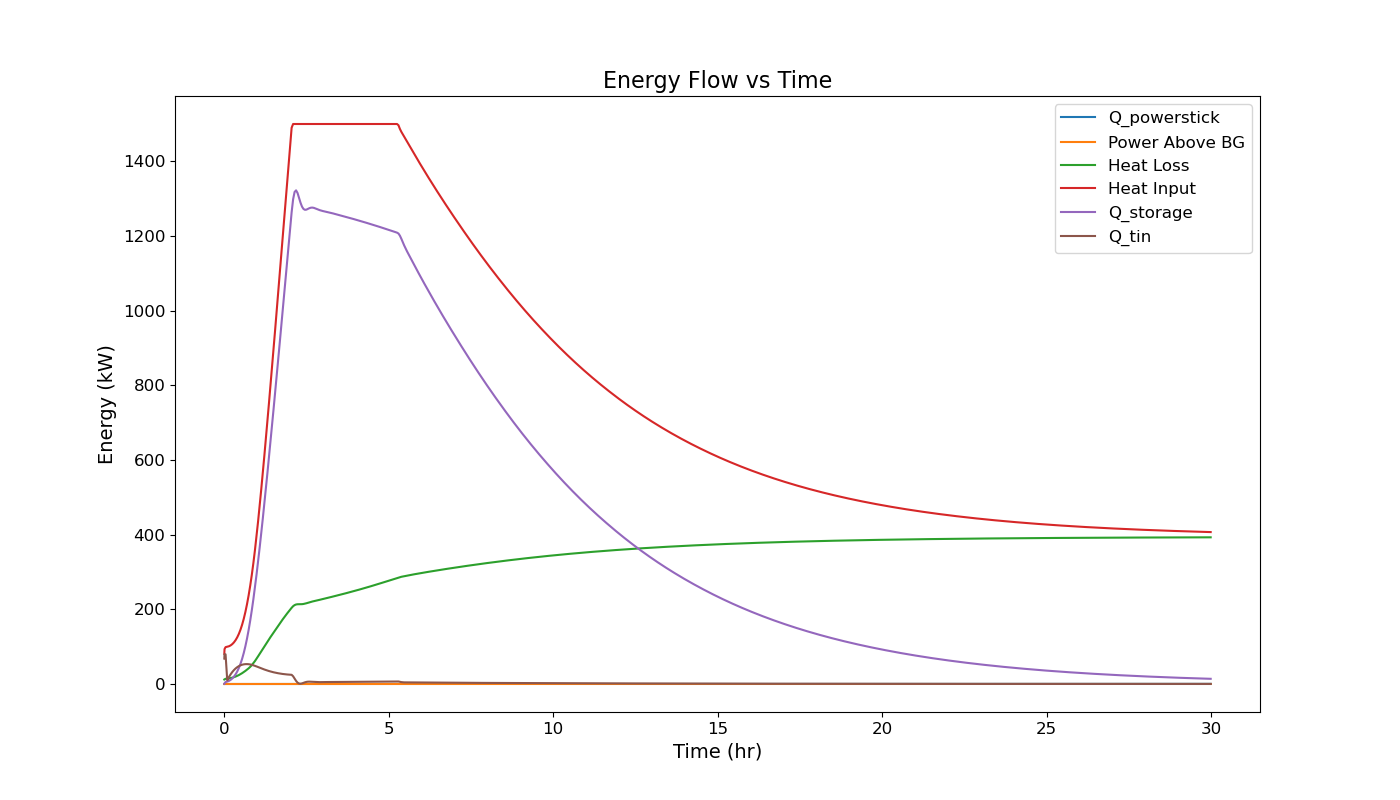 Energy Flow vs Time
Q_powerstick
Power Above BG
Heat Loss
Heat Input
Q_storage
Q_tin
Energy (kW)
1400
1200
1000
800
600
400
200
0
0 5 10 15 20 25 30
Time (hr)